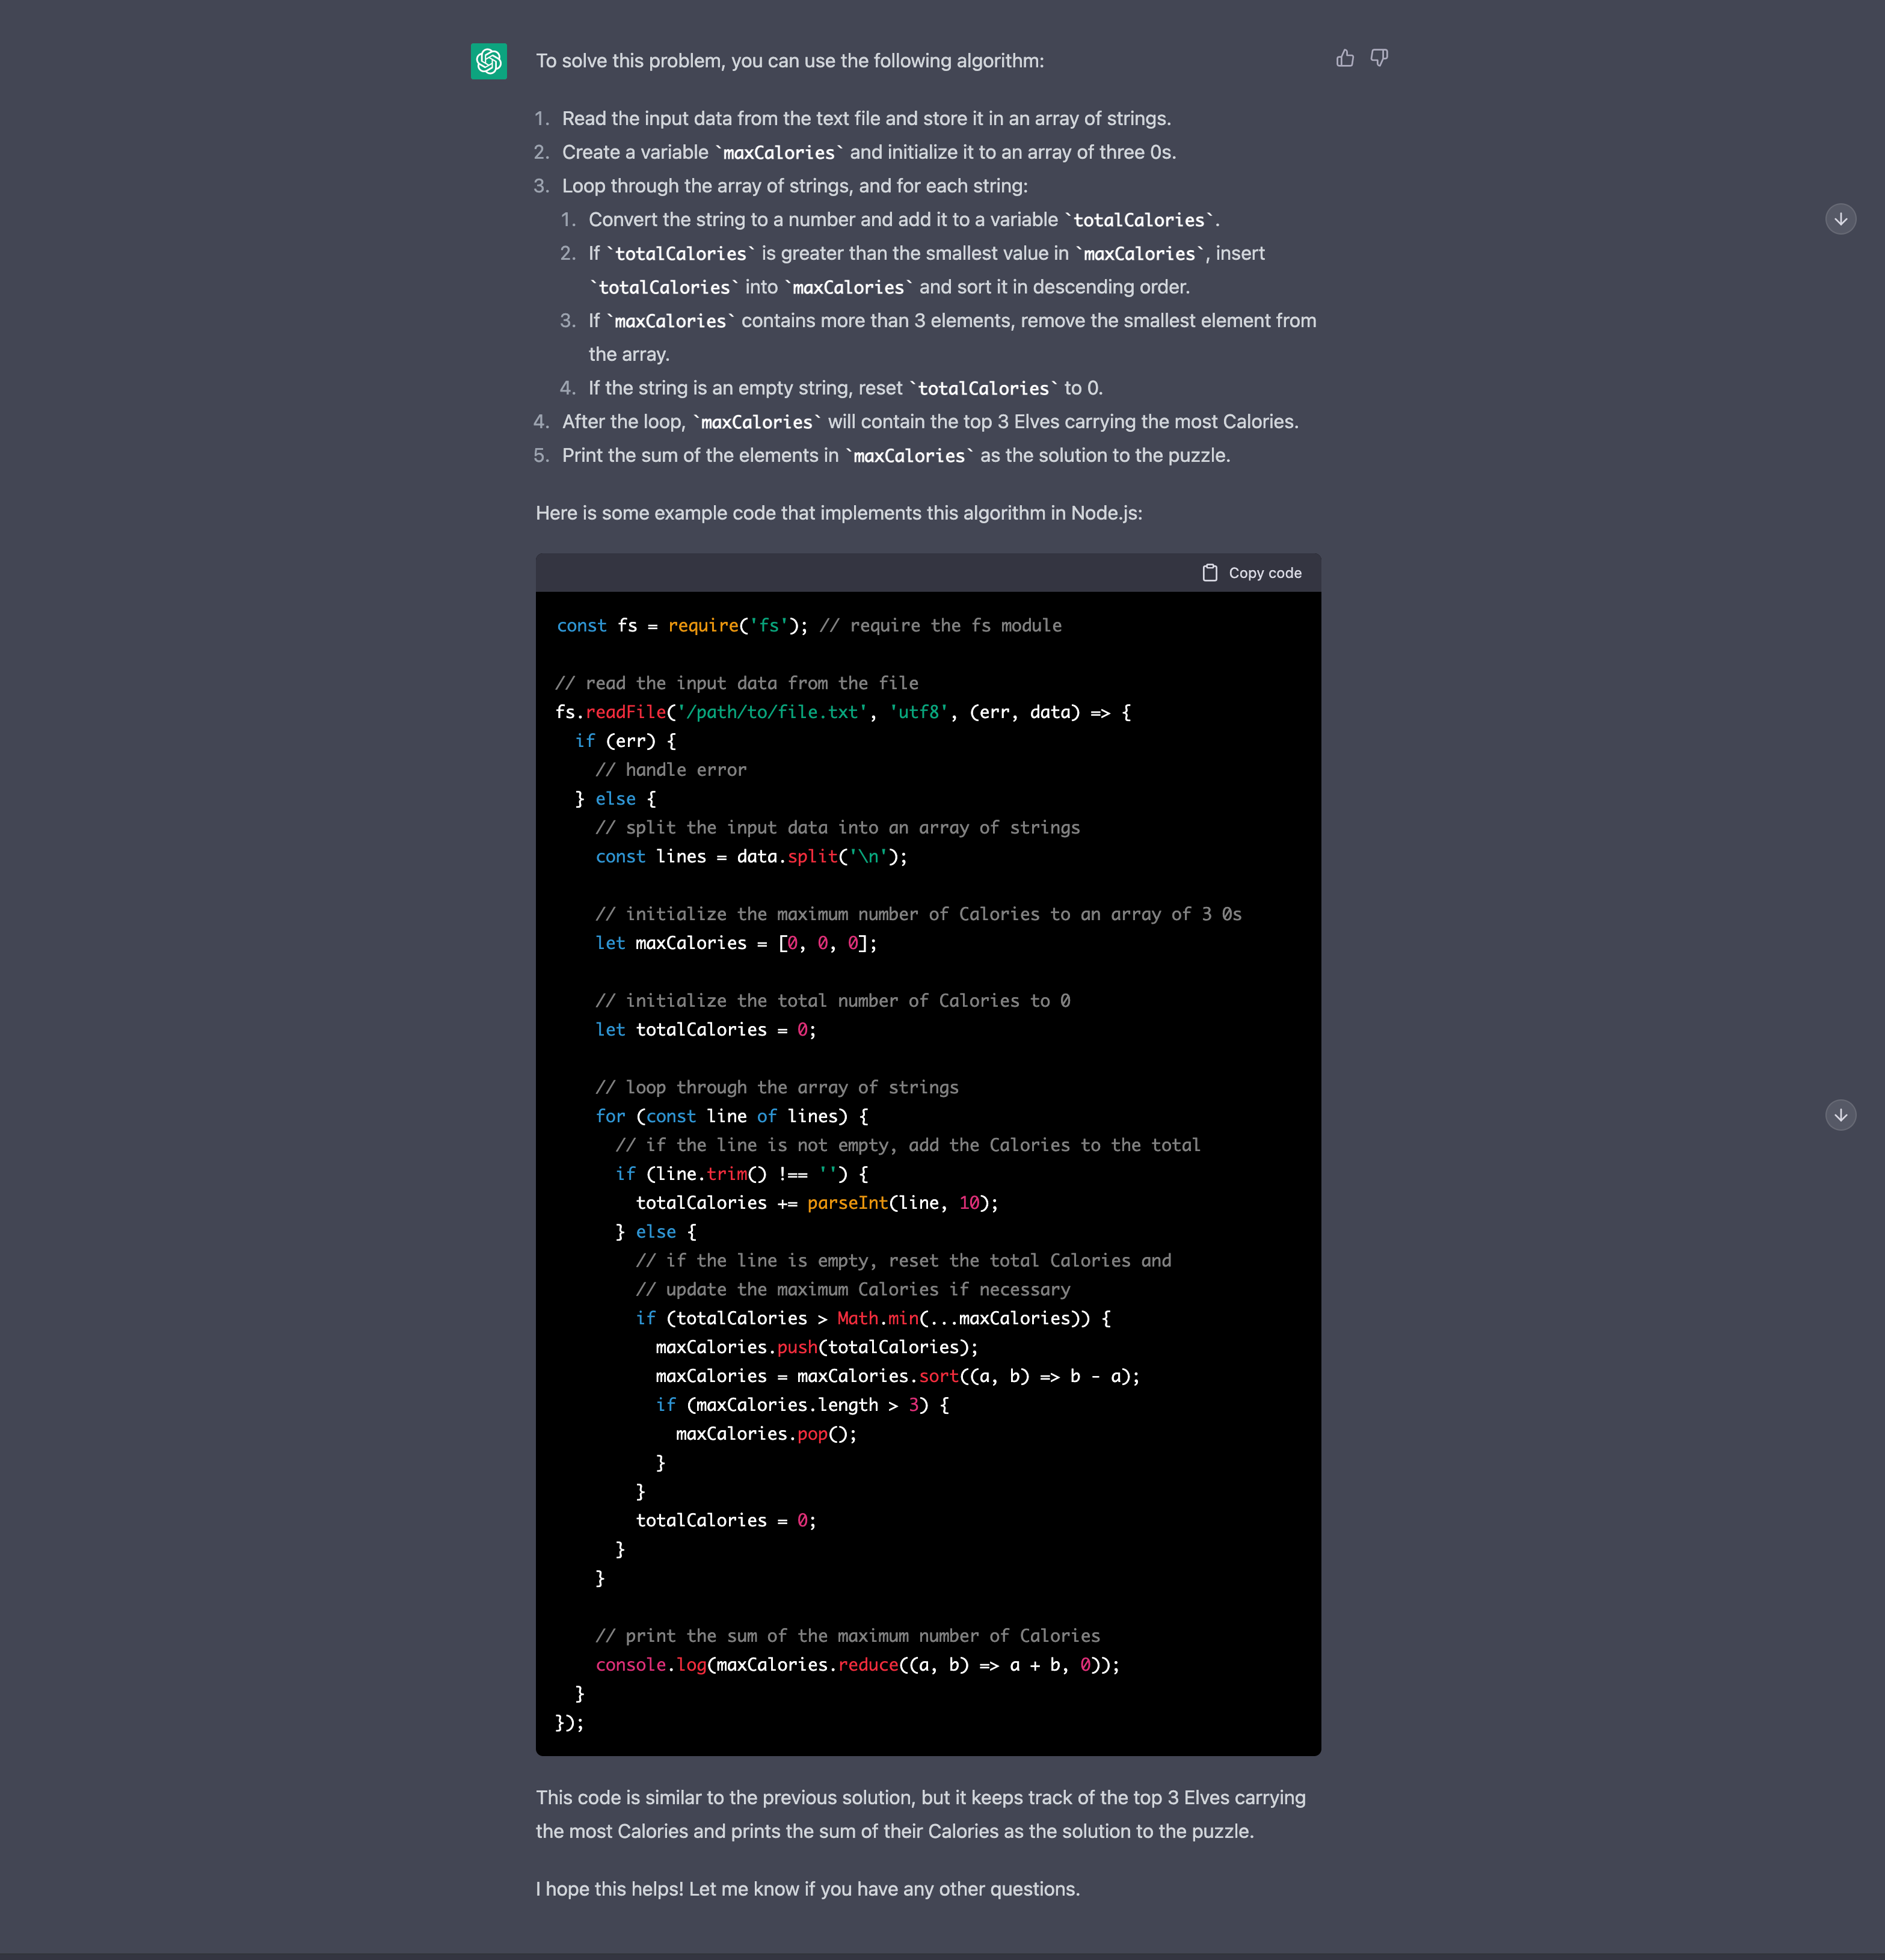 To solve this problem, you can use the following algorithm:
1. Read the input data from the text file and store it in an array of strings.
2. Create a variable `maxCalories` and initialize it to an array of three 0s.
3. Loop through the array of strings, and for each string:
1. Convert the string to a number and add it to a variable `totalCalories`.
2. If `totalCalories` is greater than the smallest value in `maxCalories`, insert
`totalCalories` into `maxCalories` and sort it in descending order.
3. If `maxCalories` contains more than 3 elements, remove the smallest element from
the array.
4. If the string is an empty string, reset `totalCalories` to 0.
4. After the loop, `maxCalories` will contain the top 3 Elves carrying the most Calories.
5. Print the sum of the elements in `maxCalories` as the solution to the puzzle.
Here is some example code that implements this algorithm in Node.js:
Copy code
const fs = require('fs'); // require the fs module
// read the input data from the file
fs.readFile('/path/to/file.txt', 'utf8', (err, data) => {
if (err) {
// handle error
} else {
// split the input data into an array of strings
const lines = data.split('\n');
// initialize the maximum number of Calories to an array of 3 0s
let maxCalories = [0, 0, 0];
// initialize the total number of Calories to 0
let totalCalories = 0;
// loop through the array of strings
for (const line of lines) {
// if the line is not empty, add the Calories to the total
if (line.trim() !== '') {
totalCalories += parseInt(line, 10);
} else {
// if the line is empty, reset the total Calories and
// update the maximum Calories if necessary
if (totalCalories > Math.min(...maxCalories)) {
maxCalories.push(totalCalories);
maxCalories = maxCalories.sort((a, b) => b - a);
if (maxCalories.length > 3) {
maxCalories.pop();
}
}
totalCalories = 0;
}
}
// print the sum of the maximum number of Calories
console.log(maxCalories.reduce((a, b) => a + b, 0));
}
});
This code is similar to the previous solution, but it keeps track of the top 3 Elves carrying
the most Calories and prints the sum of their Calories as the solution to the puzzle.
I hope this helps! Let me know if you have any other questions.